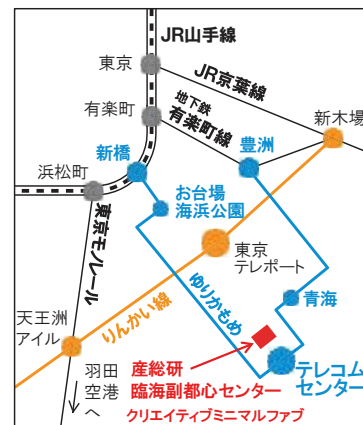 JR山手線
東京
JR京葉線
有楽町
地下鉄
有楽町線
新木場
新橋
豊洲
浜松町
お台場
海浜公園
東京モノレール
東京
テレポート
ゆりかもめ
青海
りんかい線
天王洲
アイル
産総研
臨海副都心センター
クリエイティブミニマルファブ
テレコム
センター
羽田
空港
へ